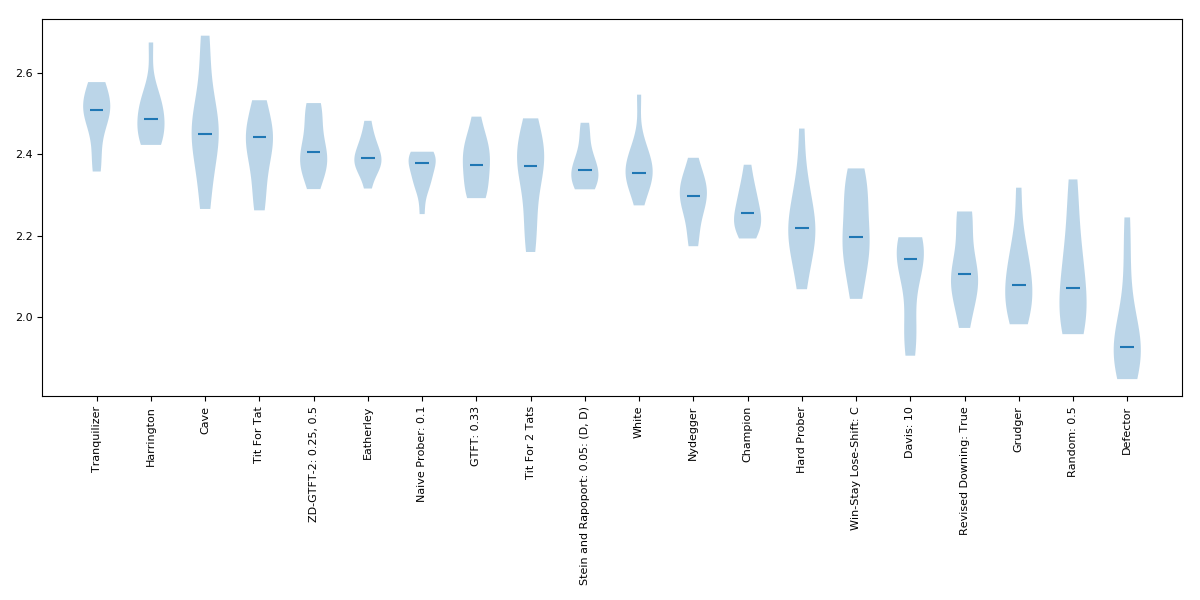 2.6
2.4
2.2
2.0
Tranquilizer
Harrington
Cave
Tit For Tat
ZD-GTFT-2: 0.25, 0.5
Eatherley
Naive Prober: 0.1
GTFT: 0.33
Tit For 2 Tats
Stein and Rapoport: 0.05: (D, D)
White
Nydegger
Champion
Hard Prober
Win-Stay Lose-Shift: C
Davis: 10
Revised Downing: True
Grudger
Random: 0.5
Defector